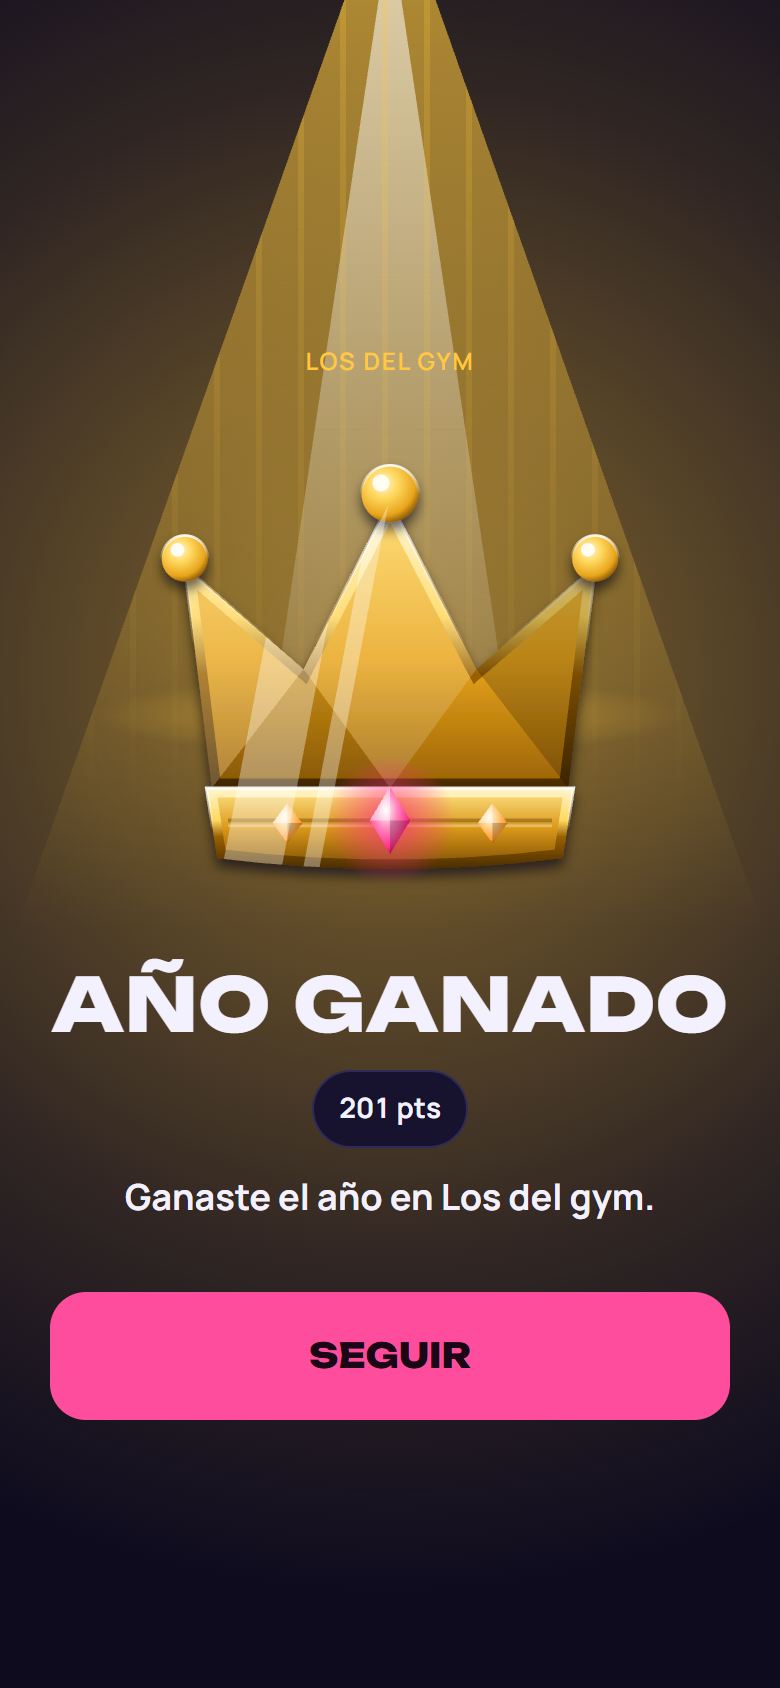 LOS DEL GYM
AÑO GANADO
201 pts
Ganaste el año en Los del gym.
SEGUIR